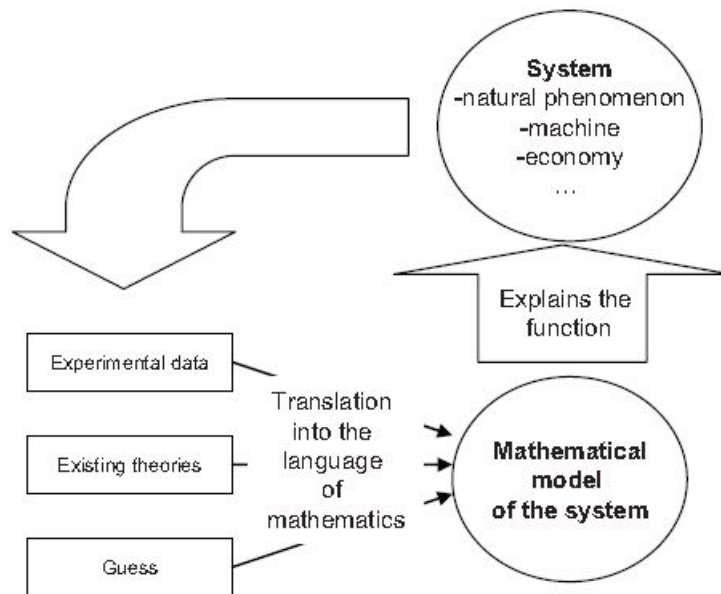 System
-natural phenomenon
-machine
-economy
...
Explains the
function
Experimental data
Existing theories
Guess
Translation
into the
language
of
mathematics
Mathematical
model
of the system